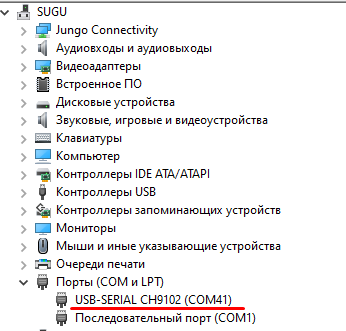 SUGU
Jungo Connectivity
Аудиовходы и аудиовыходы
Видеоадаптеры
Встроенное ПО
Дисковые устройства
Звуковые, игровые и видеоустройства
Клавиатуры
Компьютер
Контроллеры IDE ATA/ATAPI
Контроллеры USB
Контроллеры запоминающих устройств
Мониторы
Мыши и иные указывающие устройства
Очереди печати
Порты (COM и LPT)
USB-SERIAL CH9102 (COM41)
Последовательный порт (COM1)